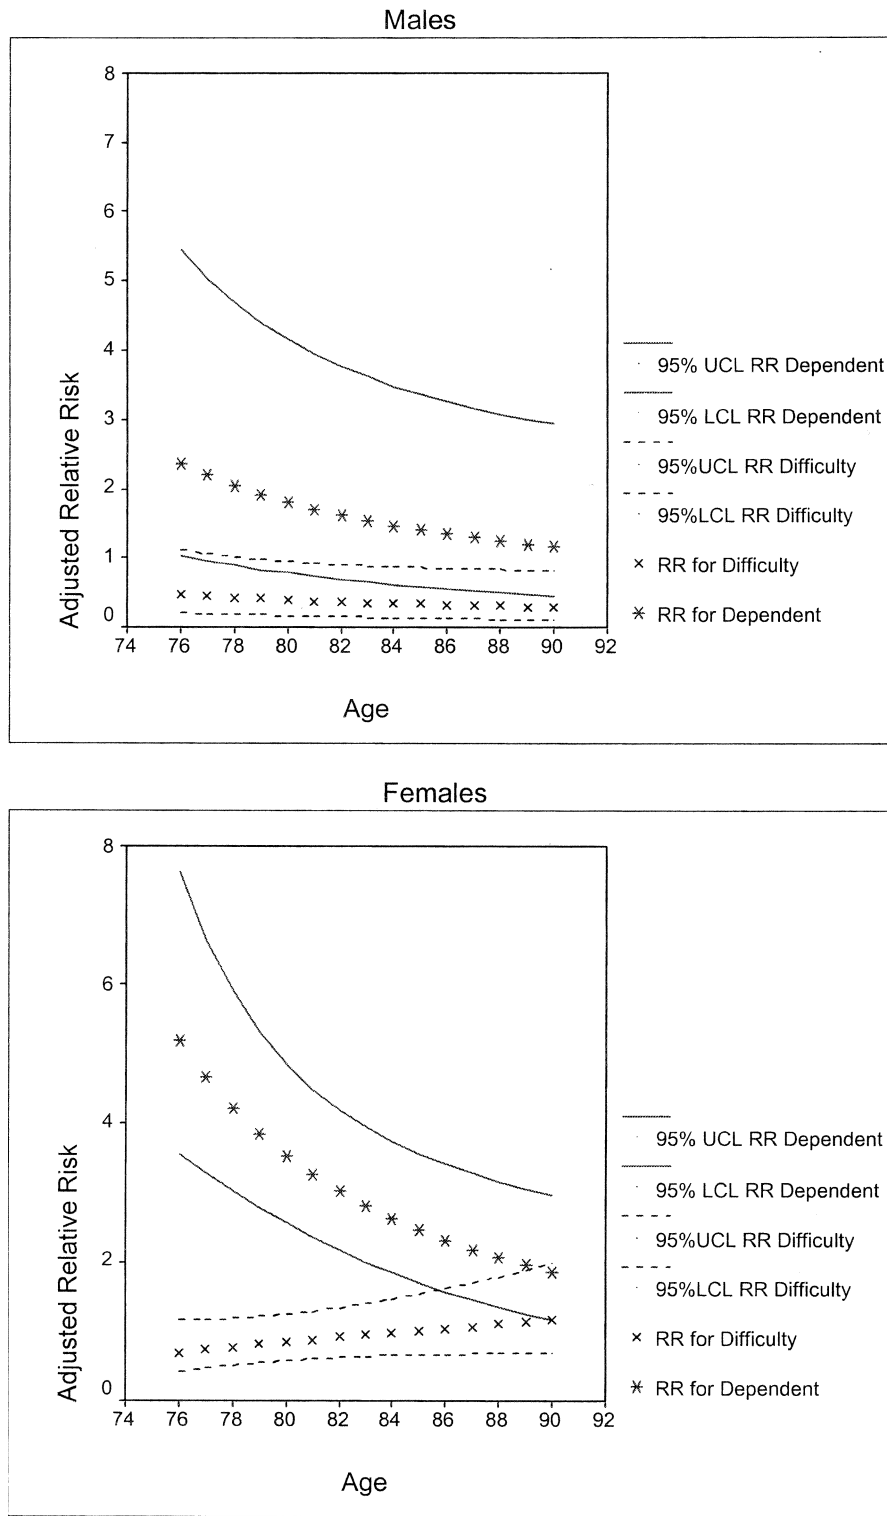 Males
8
7
6
5
4
3
2
1
0
Adjusted Relative Risk
74 76 78 80 82 84 86 88 90 92
Age
95% UCL RR Dependent
95% LCL RR Dependent
95%UCL RR Difficulty
95%LCL RR Difficulty
RR for Difficulty
RR for Dependent
Females
8
6
4
2
0
Adjusted Relative Risk
74 76 78 80 82 84 86 88 90 92
Age
95% UCL RR Dependent
95% LCL RR Dependent
95%UCL RR Difficulty
95%LCL RR Difficulty
RR for Difficulty
RR for Dependent